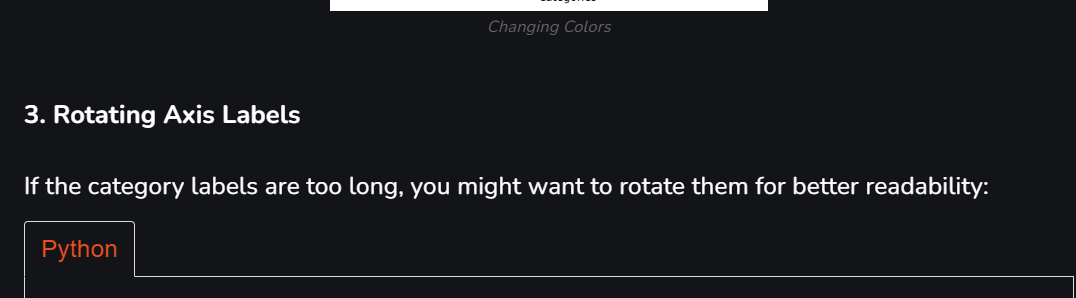 Changing Colors
3. Rotating Axis Labels
If the category labels are too long, you might want to rotate them for better readability:
Python